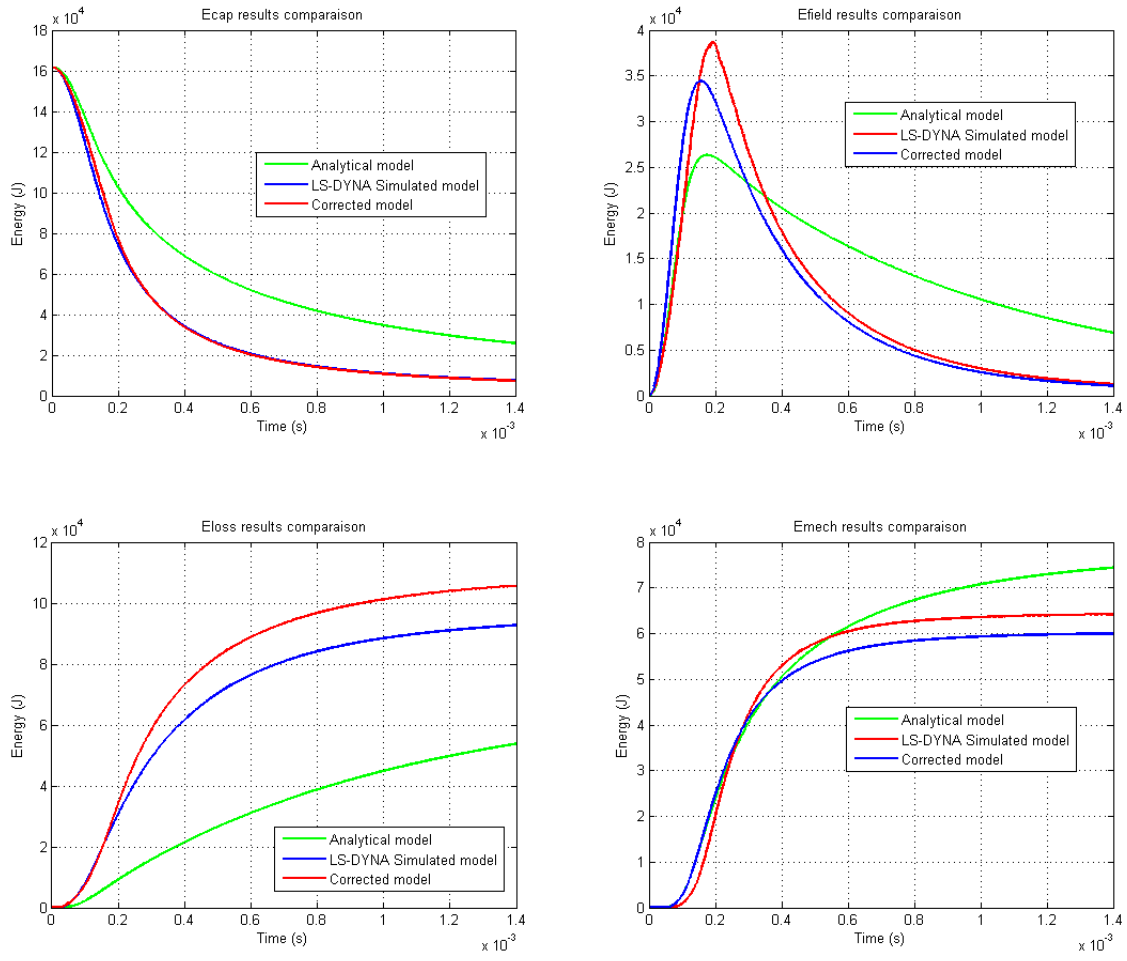 Ecap results comparaison
x 10⁴
Energy (J)
18
16
14
12
10
8
6
4
2
0
Analytical model
LS-DYNA Simulated model
Corrected model
0 0.2 0.4 0.6 0.8 1 1.2 1.4
Time (s)
x 10⁻³
Efield results comparaison
x 10⁴
Energy (J)
4
3.5
3
2.5
2
1.5
1
0.5
0
Analytical model
LS-DYNA Simulated model
Corrected model
0 0.2 0.4 0.6 0.8 1 1.2 1.4
Time (s)
x 10⁻³
Eloss results comparaison
x 10⁴
Energy (J)
12
10
8
6
4
2
0
Analytical model
LS-DYNA Simulated model
Corrected model
0 0.2 0.4 0.6 0.8 1 1.2 1.4
Time (s)
x 10⁻³
Emech results comparaison
x 10⁴
Energy (J)
8
7
6
5
4
3
2
1
0
Analytical model
LS-DYNA Simulated model
Corrected model
0 0.2 0.4 0.6 0.8 1 1.2 1.4
Time (s)
x 10⁻³